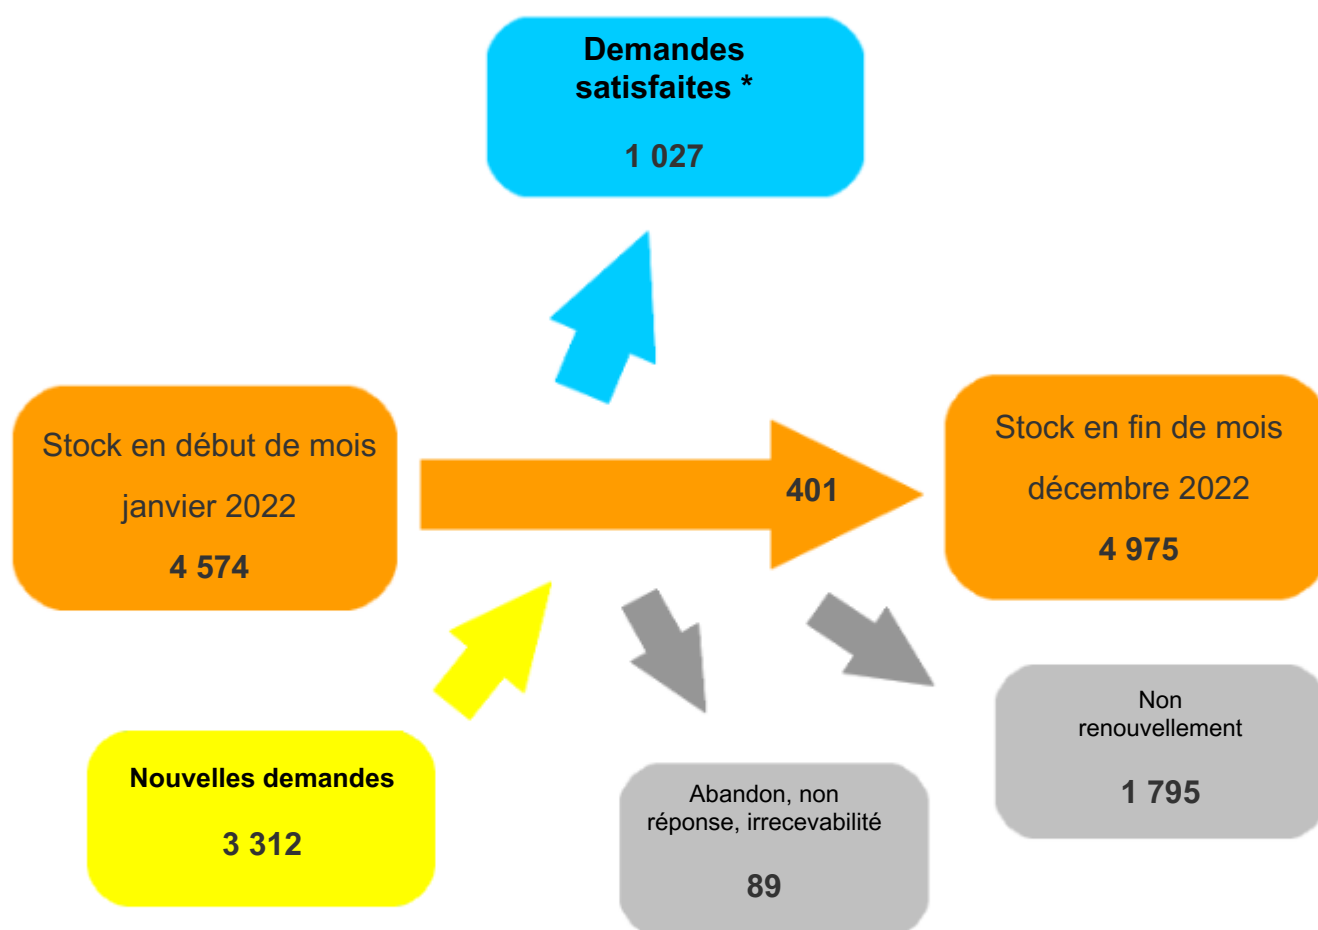 Demandes
satisfaites *
1 027
Stock en début de mois
janvier 2022
4 574
401
Stock en fin de mois
décembre 2022
4 975
Nouvelles demandes
3 312
Abandon, non
réponse, irrecevabilité
89
Non
renouvellement
1 795